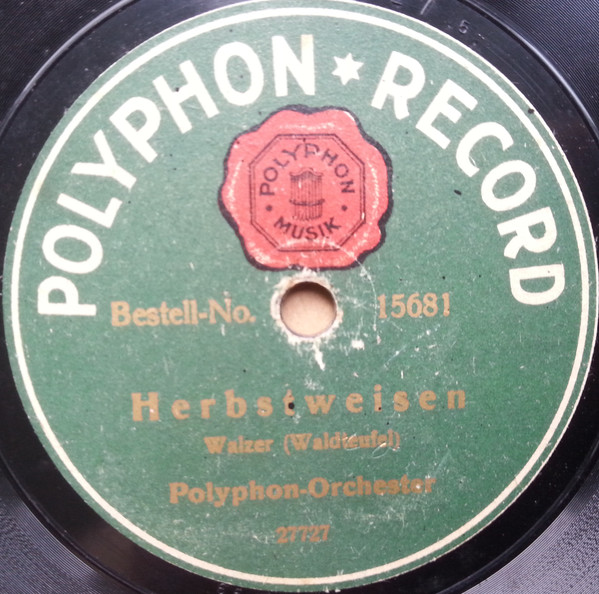 POLYPHON ★ RECORD
POLYPHON
MUSIK
Bestell-No. 15681
Herbstweisen
Walzer (Waldteufel)
Polyphon-Orchester
27727